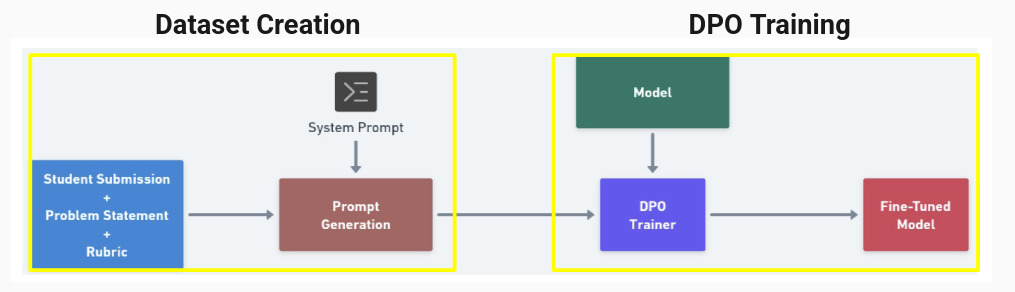 Dataset Creation
DPO Training
System Prompt
Model
Student Submission
+
Problem Statement
+
Rubric
Prompt
Generation
DPO
Trainer
Fine-Tuned
Model